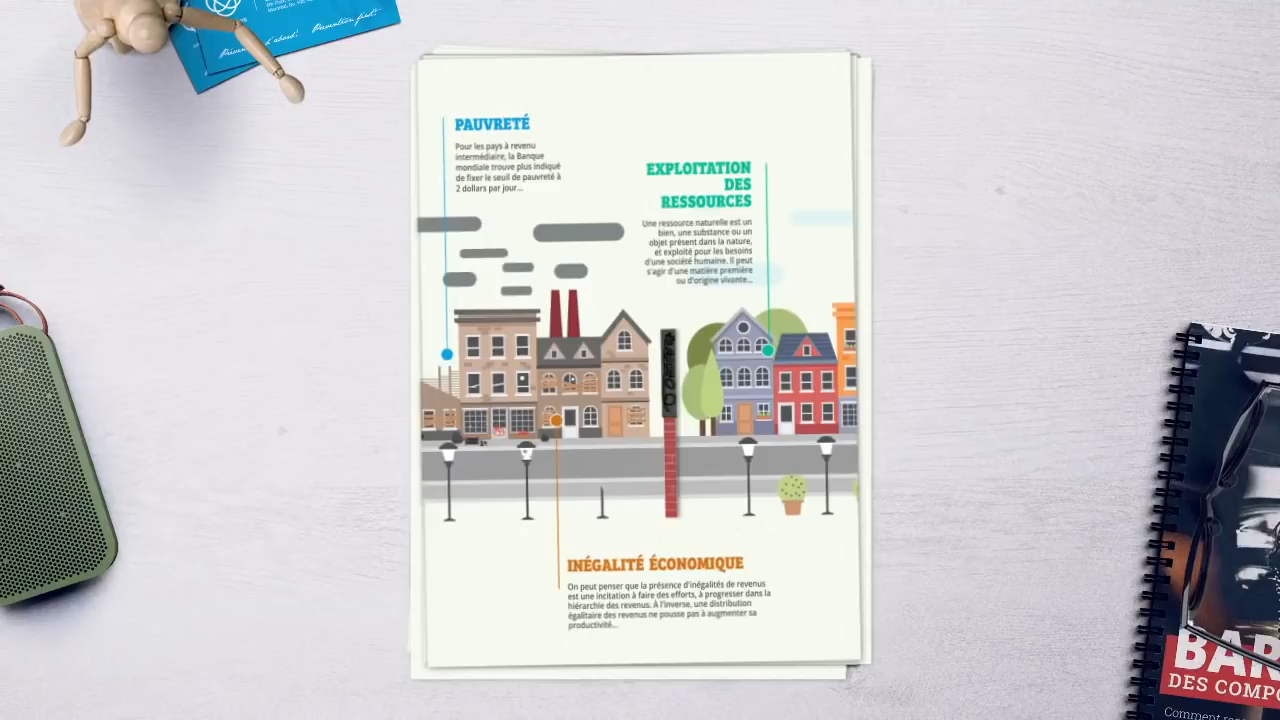 Prévention d'abord! Prevention first!
PAUVRETÉ
Pour les pays à revenu
intermédiaire, la Banque
mondiale trouve plus indiqué
de fixer le seuil de pauvreté à
2 dollars par jour...
EXPLOITATION
DES
RESSOURCES
Une ressource naturelle est un
bien, une substance ou un
objet présent dans la nature,
et exploité pour les besoins
d'une société humaine. Il peut
s'agir d'une matière première
ou d'origine vivante...
INÉGALITÉ ÉCONOMIQUE
On peut penser que la présence d'inégalités de revenus
est une incitation à faire des efforts, à progresser dans la
hiérarchie des revenus. À l'inverse, une distribution
égalitaire des revenus ne pousse pas à augmenter sa
productivité...
BAR
DES COMPO
Comment